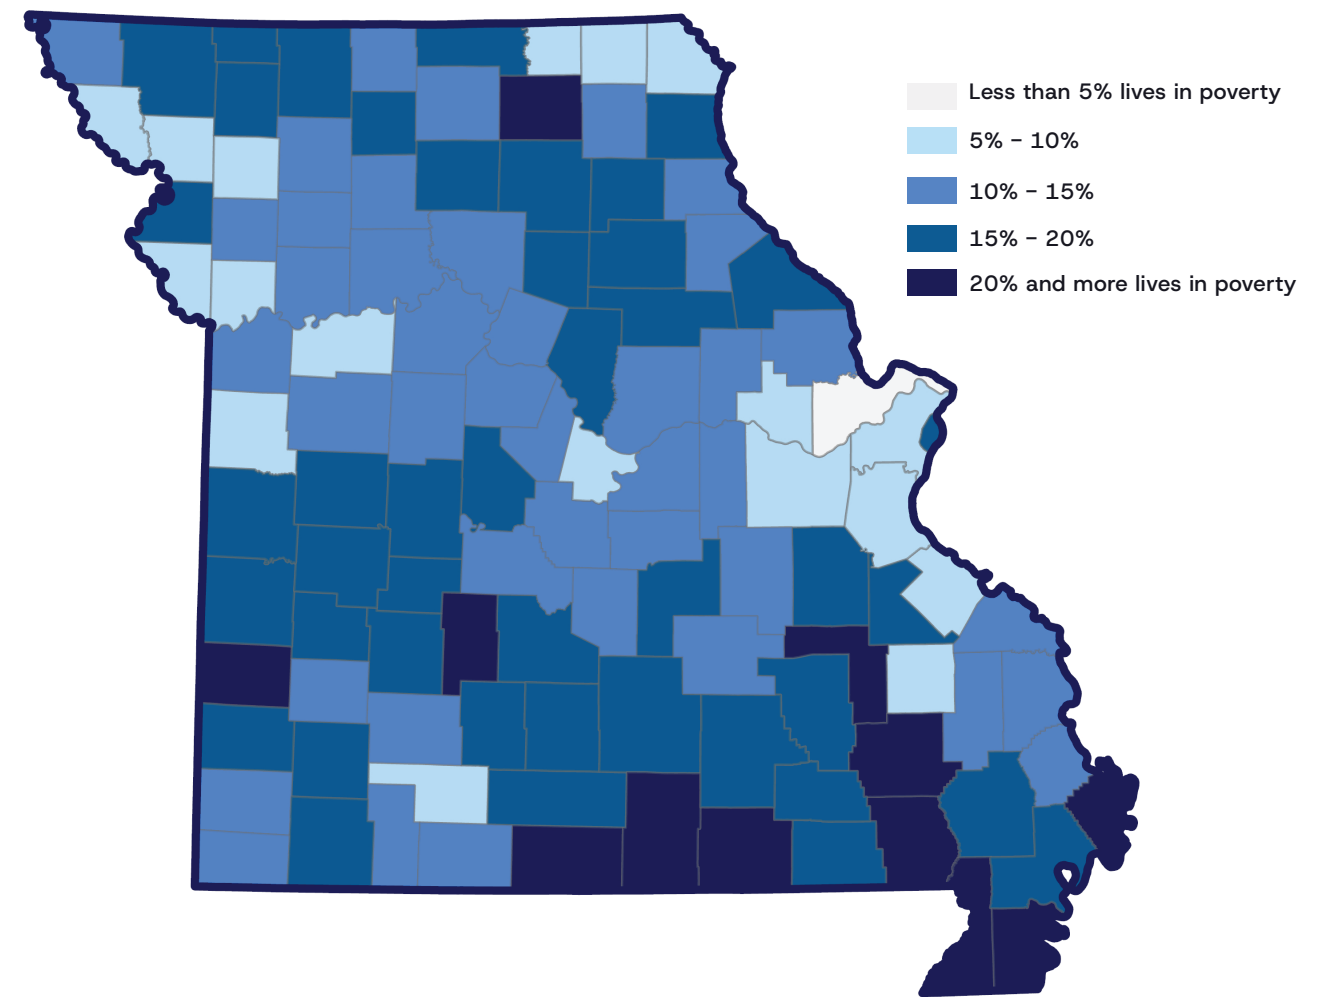 Less than 5% lives in poverty
5% – 10%
10% – 15%
15% – 20%
20% and more lives in poverty